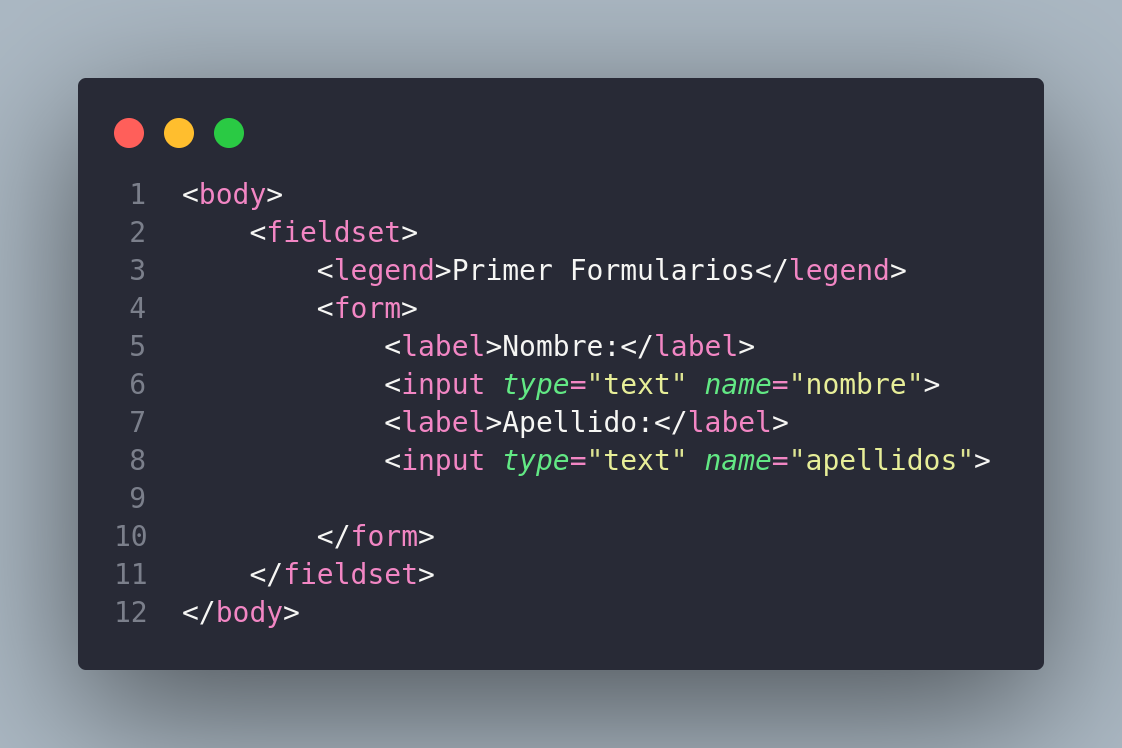 1 <body>
2     <fieldset>
3         <legend>Primer Formularios</legend>
4         <form>
5             <label>Nombre:</label>
6             <input type="text" name="nombre">
7             <label>Apellido:</label>
8             <input type="text" name="apellidos">
9
10         </form>
11     </fieldset>
12 </body>